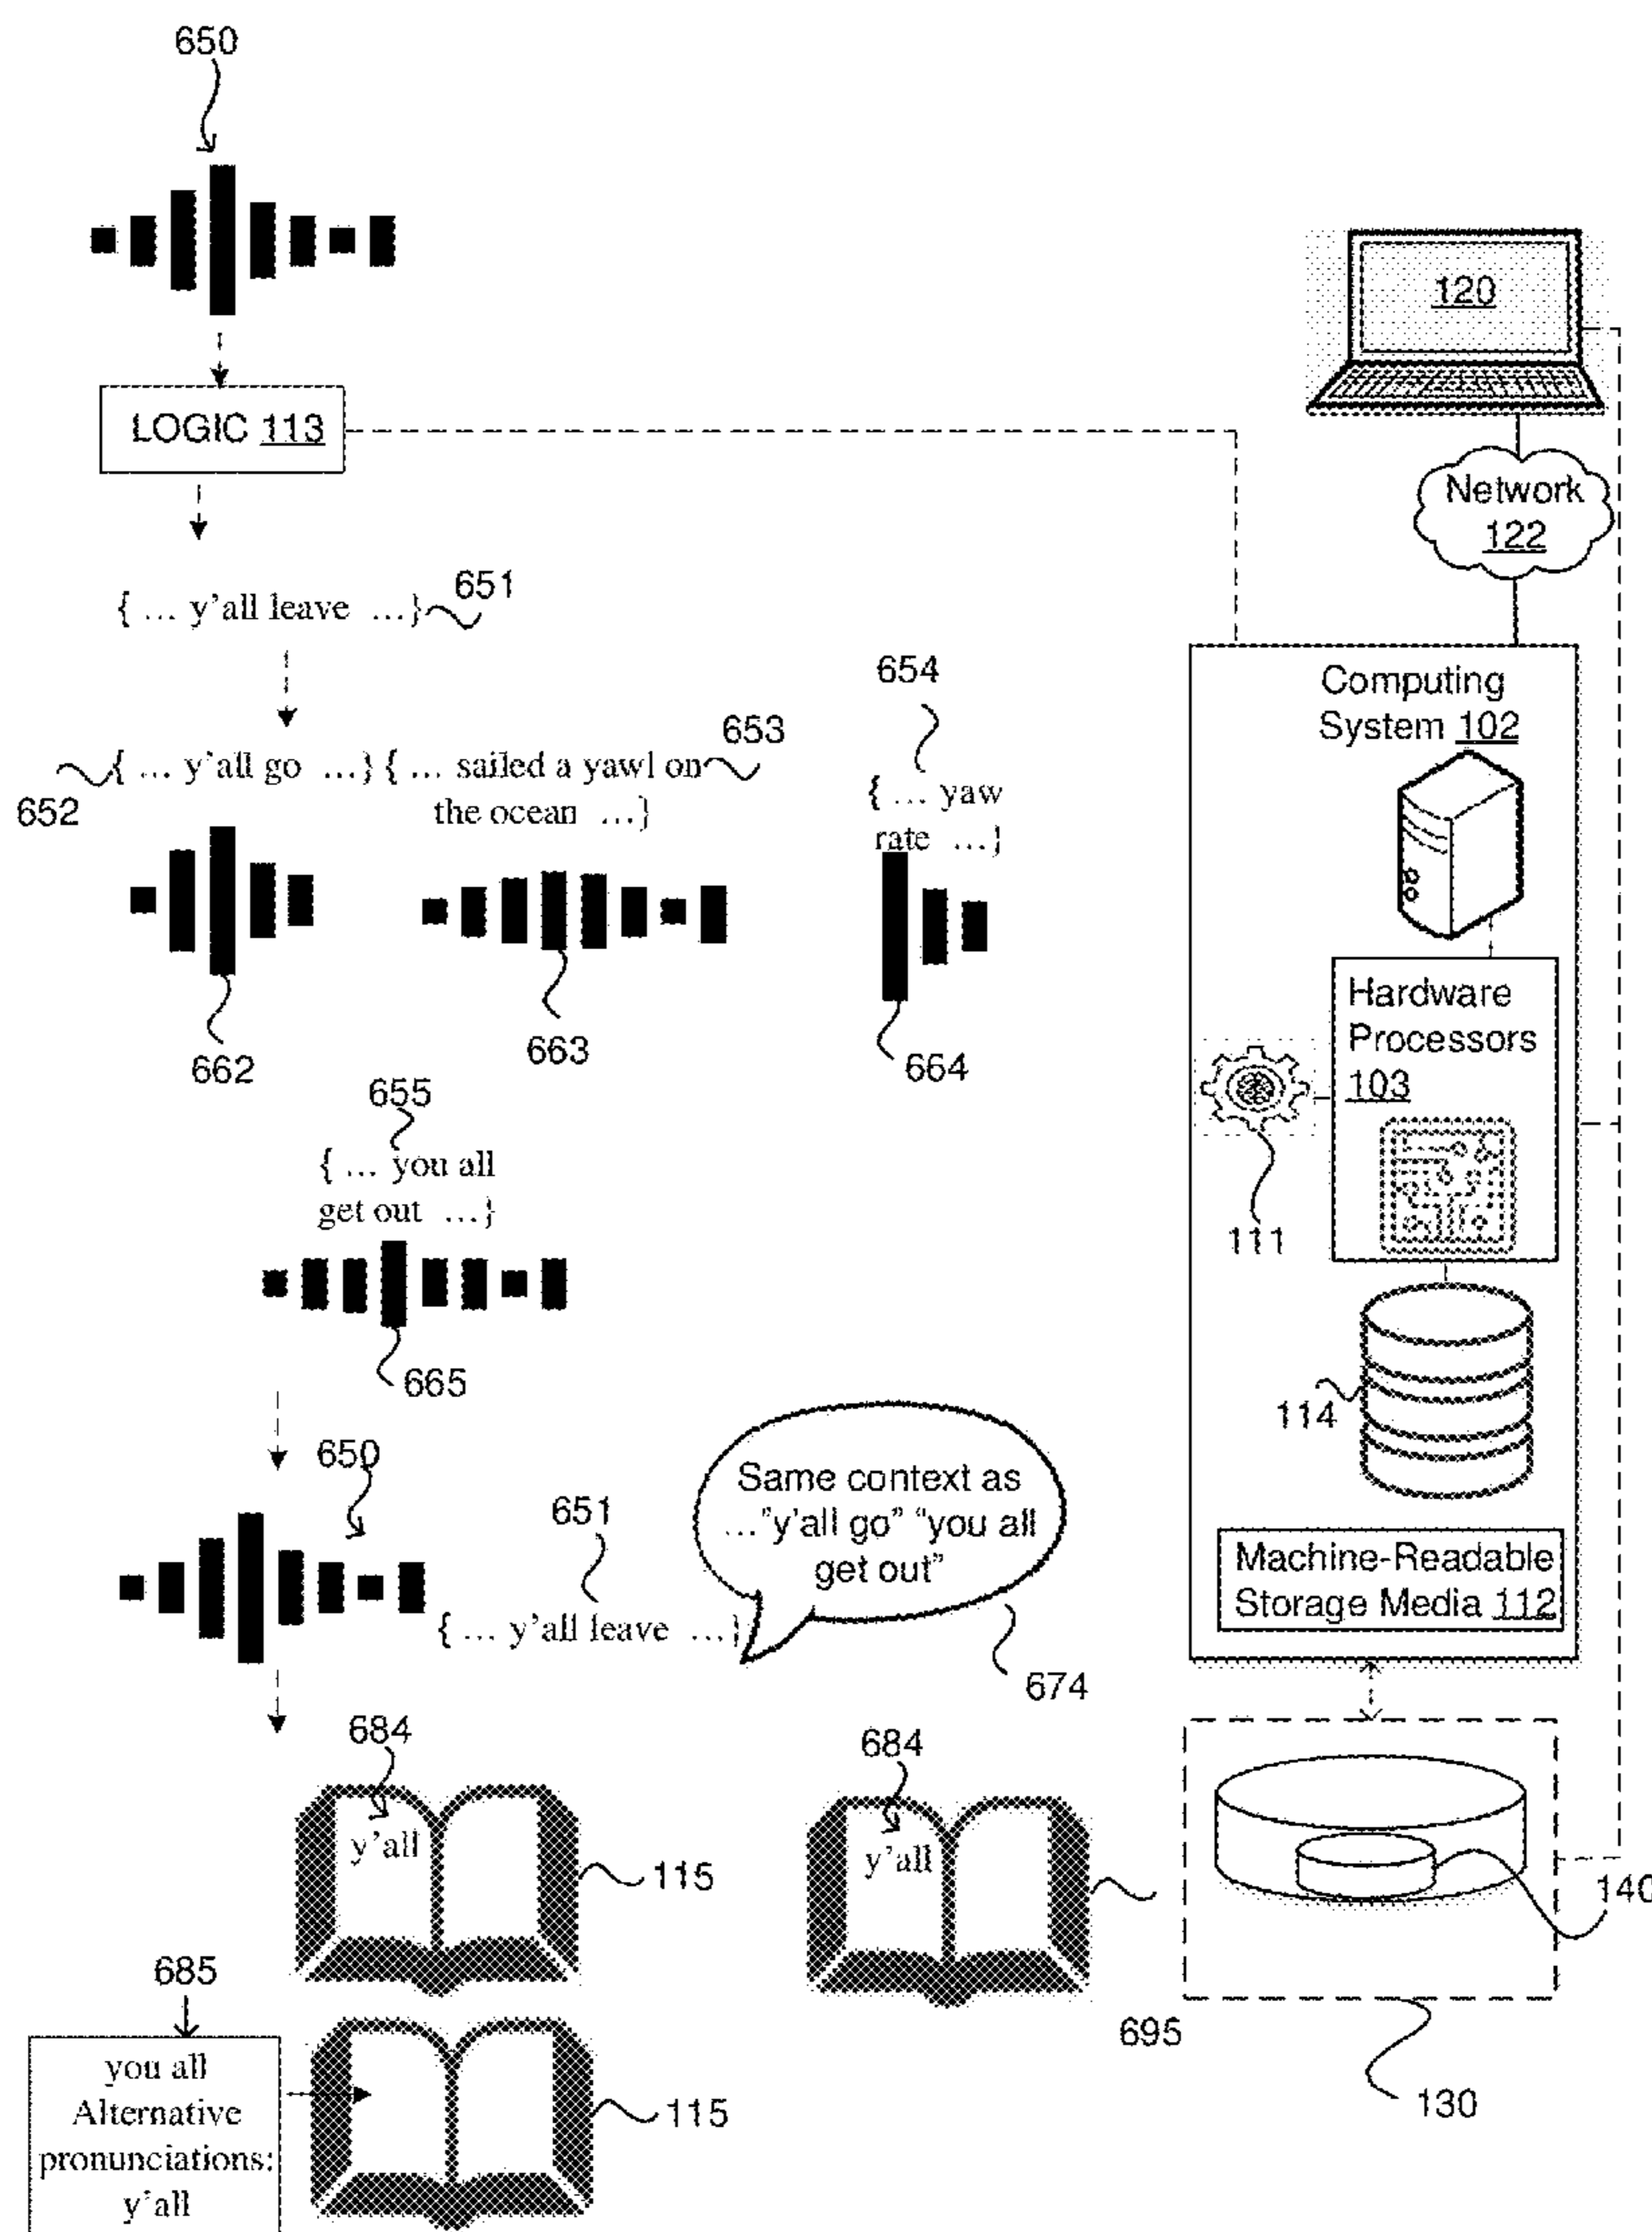 650
LOGIC 113
120
Network
122
{ ... y'all leave ...}
651
652
{ ... y'all go ...}
{ ... sailed a yawl on
the ocean ...}
653
654
{ ... yaw
rate ...}
662
663
664
655
{ ... you all
get out ...}
665
650
651
{ ... y'all leave ...}
Same context as
..."y'all go" "you all
get out"
674
684
y'all
115
684
y'all
695
685
you all
Alternative
pronunciations:
y'all
115
Computing
System 102
Hardware
Processors
103
111
114
Machine-Readable
Storage Media 112
140
130